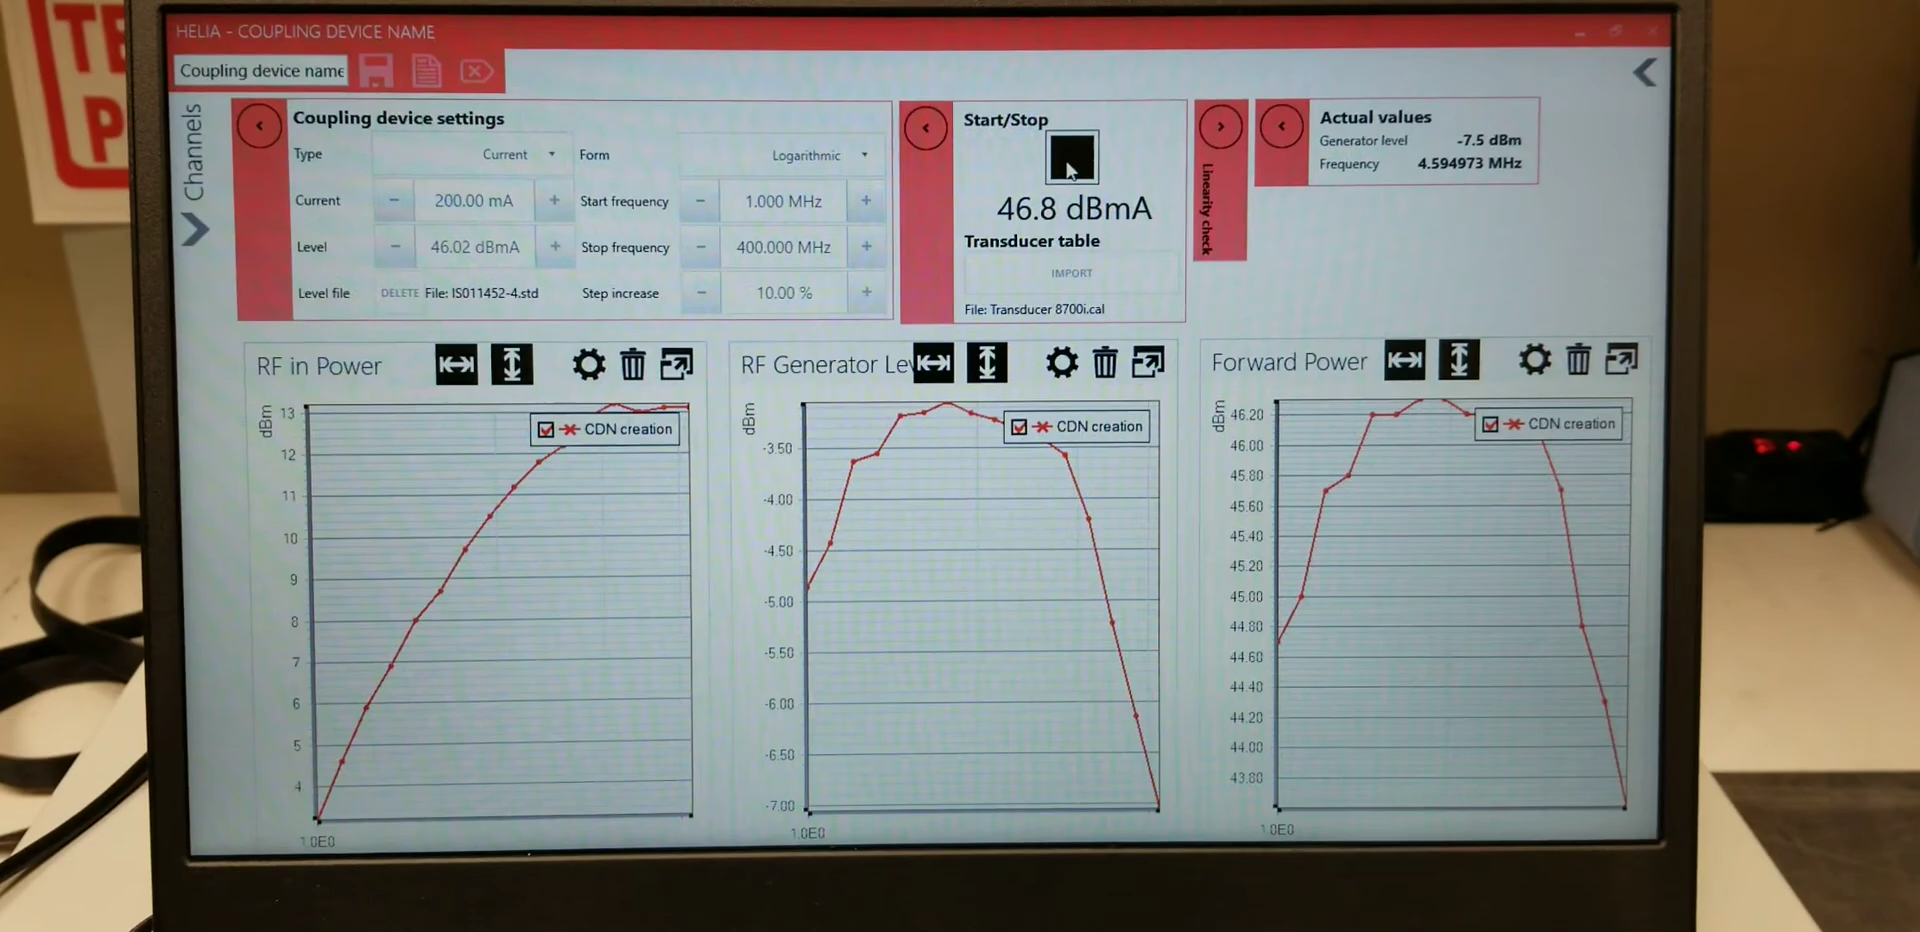 HELIA - COUPLING DEVICE NAME
Coupling device name
Channels
Coupling device settings
Type Current Form Logarithmic
Current - 200.00 mA + Start frequency - 1.000 MHz +
Level - 46.02 dBmA + Stop frequency - 400.000 MHz +
Level file DELETE File: ISO11452-4.std Step increase - 10.00 % +
Start/Stop
46.8 dBmA
Transducer table
IMPORT
File: Transducer 8700i.cal
Linearity check
Actual values
Generator level -7.5 dBm
Frequency 4.594973 MHz
RF in Power
dBm
13
12
11
10
9
8
7
6
5
4
1.0E0
CDN creation
RF Generator Lev
dBm
-3.50
-4.00
-4.50
-5.00
-5.50
-6.00
-6.50
-7.00
1.0E0
CDN creation
Forward Power
dBm
46.20
46.00
45.80
45.60
45.40
45.20
45.00
44.80
44.60
44.40
44.20
44.00
43.80
1.0E0
CDN creation